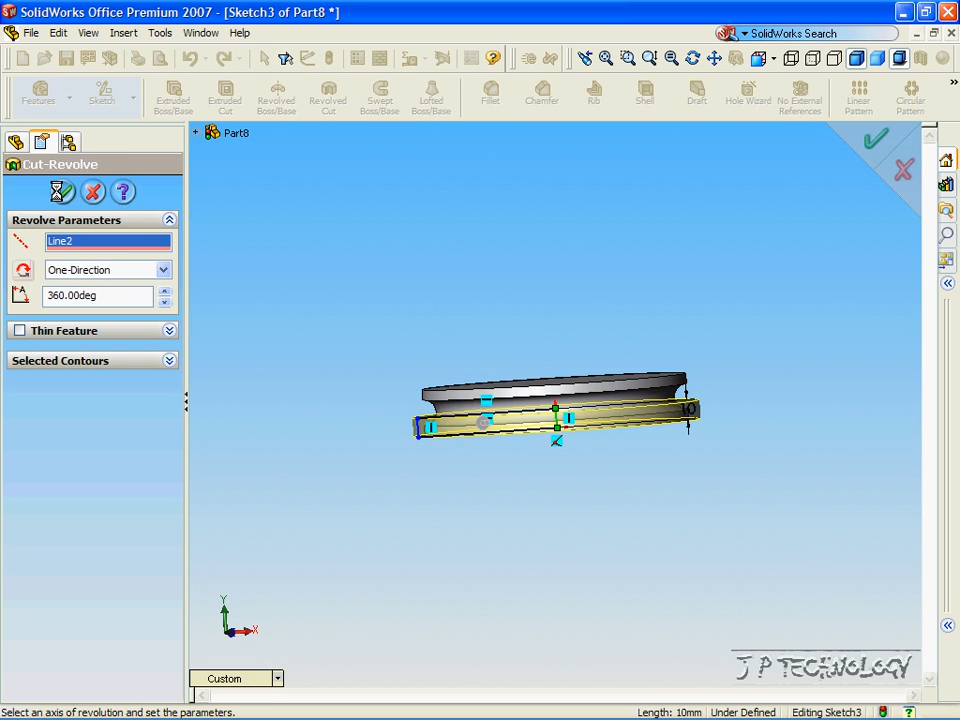 SolidWorks Office Premium 2007 - [Sketch3 of Part8 *]
File Edit View Insert Tools Window Help
SolidWorks Search
Features Sketch Extruded Boss/Base Extruded Cut Revolved Boss/Base Revolved Cut Swept Boss/Base Lofted Boss/Base Fillet Chamfer Rib Shell Draft Hole Wizard No External References Linear Pattern Circular Pattern
Part8
Cut-Revolve
Revolve Parameters
Line2
One-Direction
360.00deg
Thin Feature
Selected Contours
10
Y
X
Custom
J P TECHNOLOGY
Select an axis of revolution and set the parameters.
Length: 10mm Under Defined Editing Sketch3